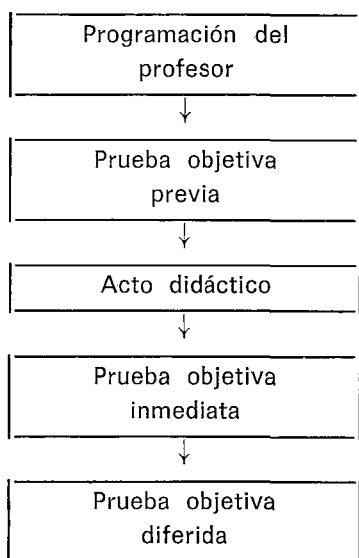 Programación del
profesor
↓
Prueba objetiva
previa
↓
Acto didáctico
↓
Prueba objetiva
inmediata
↓
Prueba objetiva
diferida